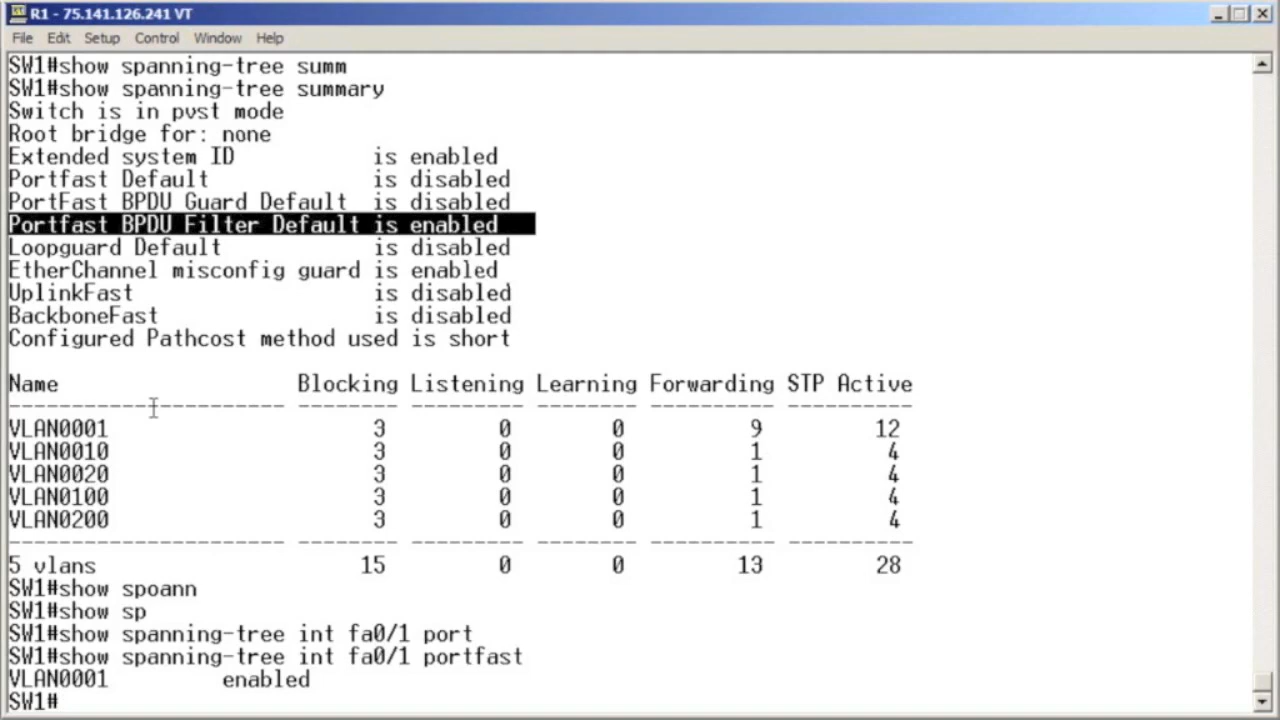 R1 - 75.141.126.241 VT
File Edit Setup Control Window Help
SW1#show spanning-tree summ
SW1#show spanning-tree summary
Switch is in pvst mode
Root bridge for: none
Extended system ID           is enabled
Portfast Default             is disabled
PortFast BPDU Guard Default  is disabled
Portfast BPDU Filter Default is enabled
Loopguard Default            is disabled
EtherChannel misconfig guard is enabled
UplinkFast                   is disabled
BackboneFast                 is disabled
Configured Pathcost method used is short
Name                   Blocking Listening Learning Forwarding STP Active
---------------------- -------- --------- -------- ---------- ----------
VLAN0001                     3         0        0          9         12
VLAN0010                     3         0        0          1          4
VLAN0020                     3         0        0          1          4
VLAN0100                     3         0        0          1          4
VLAN0200                     3         0        0          1          4
---------------------- -------- --------- -------- ---------- ----------
5 vlans                     15         0        0         13         28
SW1#show spoann
SW1#show sp
SW1#show spanning-tree int fa0/1 port
SW1#show spanning-tree int fa0/1 portfast
VLAN0001         enabled
SW1#